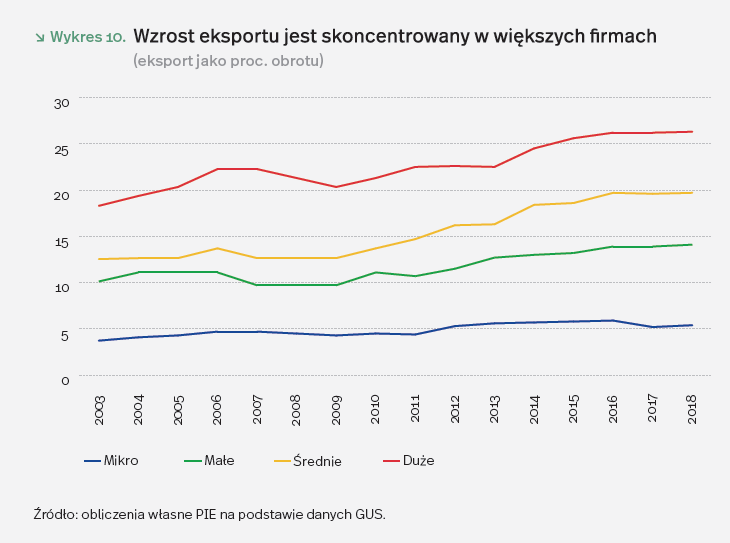 ↘ Wykres 10. Wzrost eksportu jest skoncentrowany w większych firmach
(eksport jako proc. obrotu)
30
25
20
15
10
5
0
2003 2004 2005 2006 2007 2008 2009 2010 2011 2012 2013 2014 2015 2016 2017 2018
Mikro Małe Średnie Duże
Źródło: obliczenia własne PIE na podstawie danych GUS.